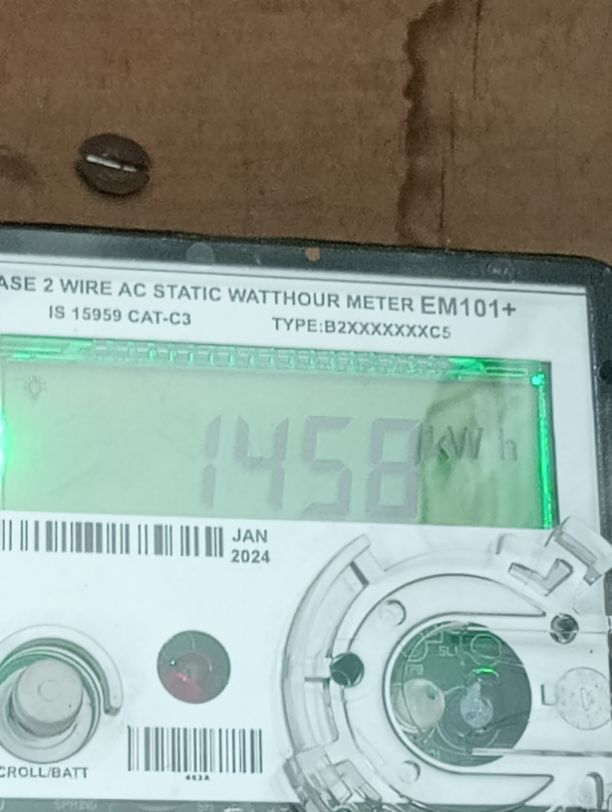 ASE 2 WIRE AC STATIC WATTHOUR METER EM101+
IS 15959 CAT-C3 TYPE:B2XXXXXXXC5
1458 kWh
JAN
2024
CROLL/BATT